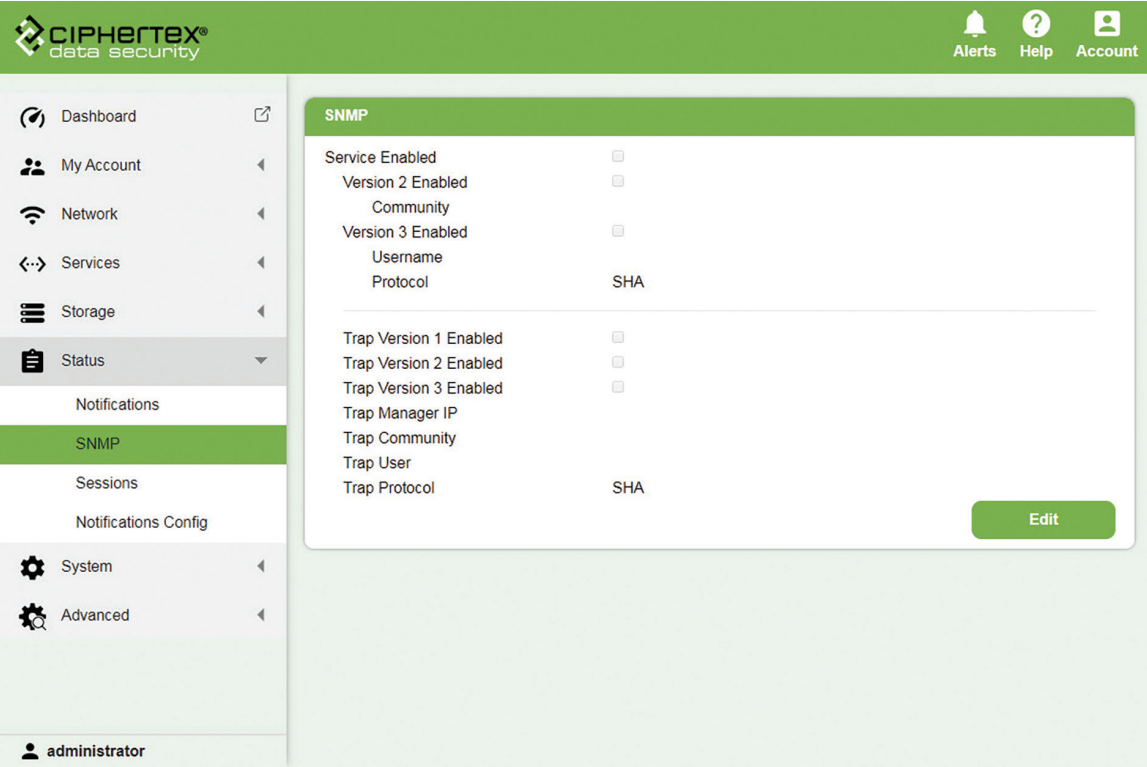 CIPHERTEX®
data security
Alerts
Help
Account
Dashboard
My Account
Network
Services
Storage
Status
Notifications
SNMP
Sessions
Notifications Config
System
Advanced
administrator
SNMP
Service Enabled
Version 2 Enabled
Community
Version 3 Enabled
Username
Protocol SHA
Trap Version 1 Enabled
Trap Version 2 Enabled
Trap Version 3 Enabled
Trap Manager IP
Trap Community
Trap User
Trap Protocol SHA
Edit